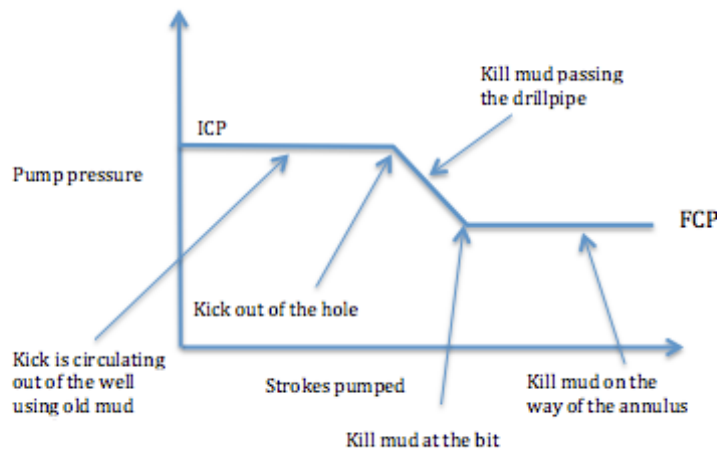 Kill mud passing
the drillpipe
ICP
Pump pressure
FCP
Kick out of the hole
Kick is circulating
out of the well
using old mud
Strokes pumped
Kill mud on the
way of the annulus
Kill mud at the bit